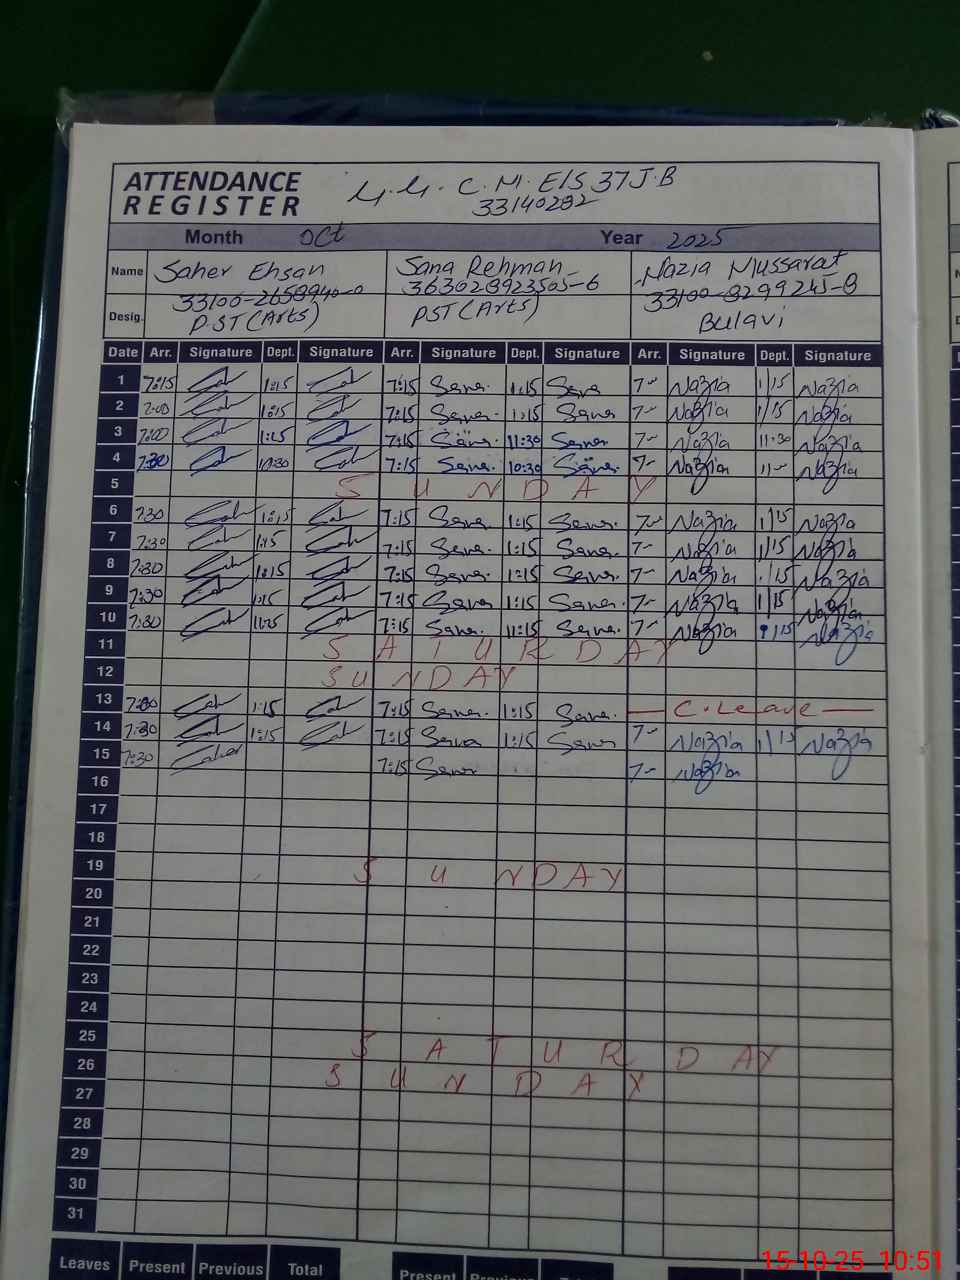 ATTENDANCE
REGISTER
C.M. E/S 37 J.B
33140292
Month Oct Year 2025
Name Saher Ehsan Sana Rehman Nazia Mussarat
33100-2658940-0 363028923505-6 33100-8299245-8
Desig. PST (Arts) PST (Arts) Bulavi
Date Arr. Signature Dept. Signature Arr. Signature Dept. Signature Arr. Signature Dept. Signature
1 7:15 1:15 7:15 Sana 1:15 Sana 7- Nazia 1/15 Nazia
2 7:00 1:15 7:15 Sana 1:15 Sana 7- Nazia 1/15 Nazia
3 7:00 1:15 7:15 Sana 11:30 Sana 7- Nazia 11:30 Nazia
4 7:30 10:30 7:15 Sana 10:30 Sana 7- Nazia 11- Nazia
5 SUNDAY
6 7:30 1:15 7:15 Sana 1:15 Sana 7- Nazia 1/15 Nazia
7 7:30 1:15 7:15 Sana 1:15 Sana 7- Nazia 1/15 Nazia
8 7:30 1:15 7:15 Sana 1:15 Sana 7- Nazia 1/15 Nazia
9 7:30 1:15 7:15 Sana 1:15 Sana 7- Nazia 1/15 Nazia
10 7:30 7:15 Sana 11:15 Sana 7- Nazia Nazia
11 SATURDAY
12 SUNDAY
13 1:15 7:15 Sana 1:15 Sana C. Leave
14 7:30 1:15 7:15 Sana 1:15 Sana 7- Nazia 1/15 Nazia
15 7:30 Saher 7:15 Sana 7- Nazia
16
17
18
19 SUNDAY
20
21
22
23
24
25 SATURDAY
26 SUNDAY
27
28
29
30
31
Leaves Present Previous Total Present Previous
15-10-25 10:51